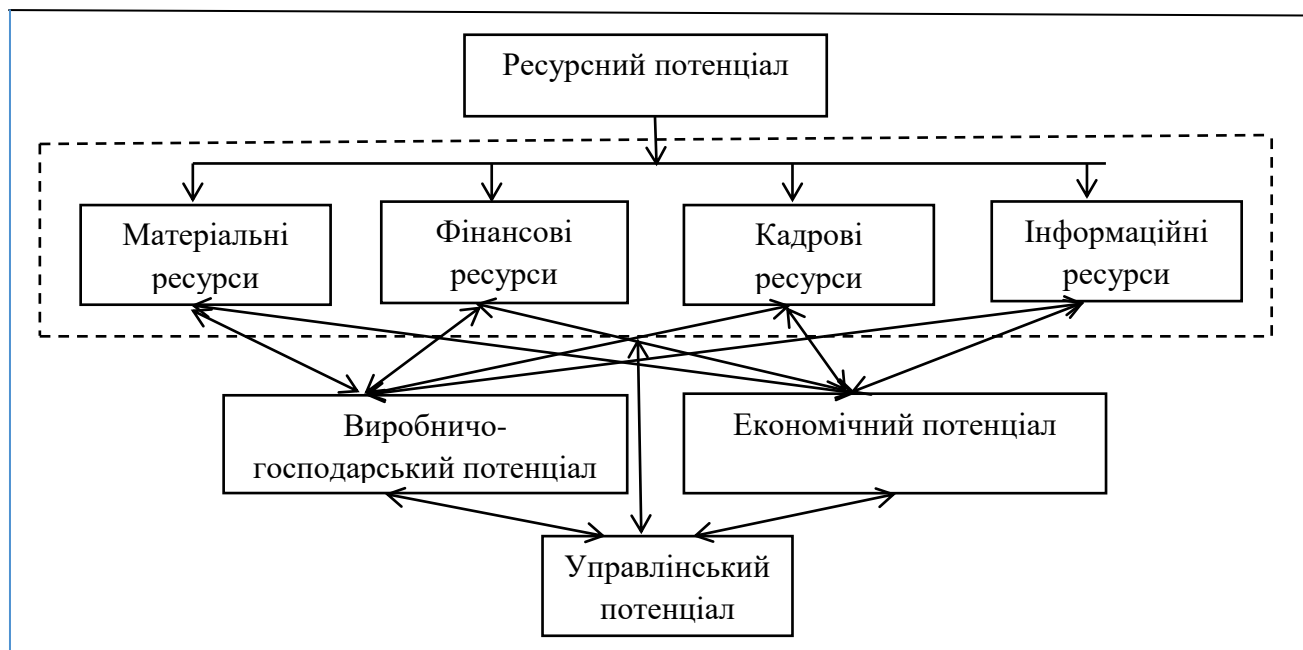 Ресурсний потенціал
Матеріальні
ресурси
Фінансові
ресурси
Кадрові
ресурси
Інформаційні
ресурси
Виробничо-
господарський потенціал
Економічний потенціал
Управлінський
потенціал